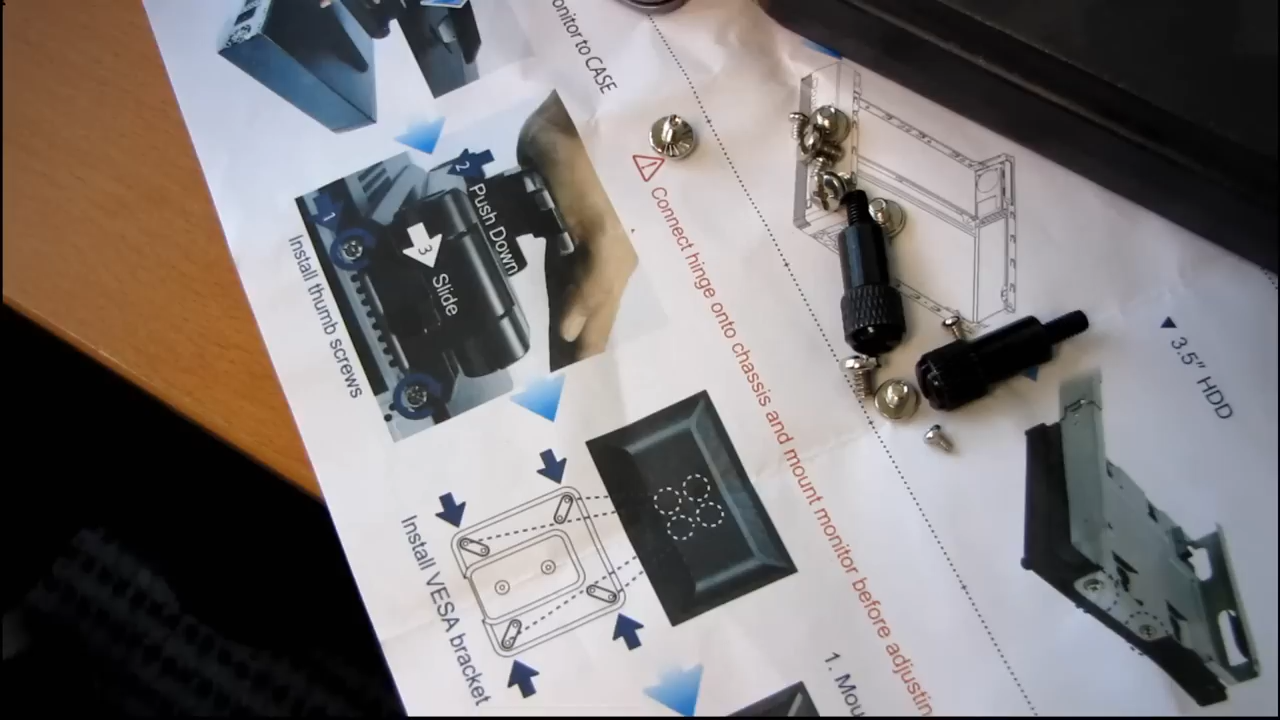 onitor to CASE
1
2
Push Down
3
Slide
Install thumb screws
Connect hinge onto chassis and mount monitor before adjustin
Install VESA bracket
▼ 3.5" HDD
1. Mou